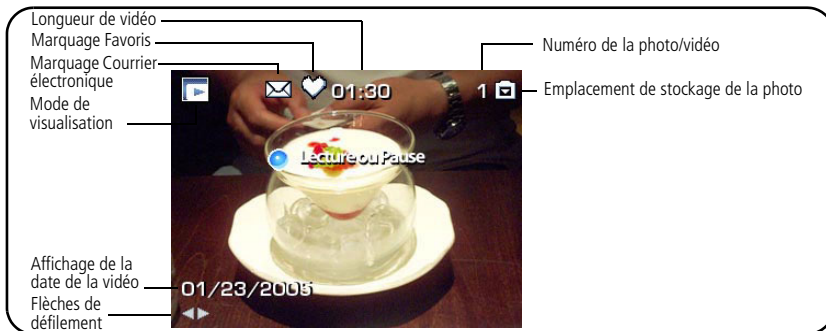 Longueur de vidéo
Marquage Favoris
Marquage Courrier
électronique
Mode de
visualisation
Numéro de la photo/vidéo
Emplacement de stockage de la photo
01:30
1
Lecture ou Pause
Affichage de la
date de la vidéo
01/23/2005
Flèches de
défilement